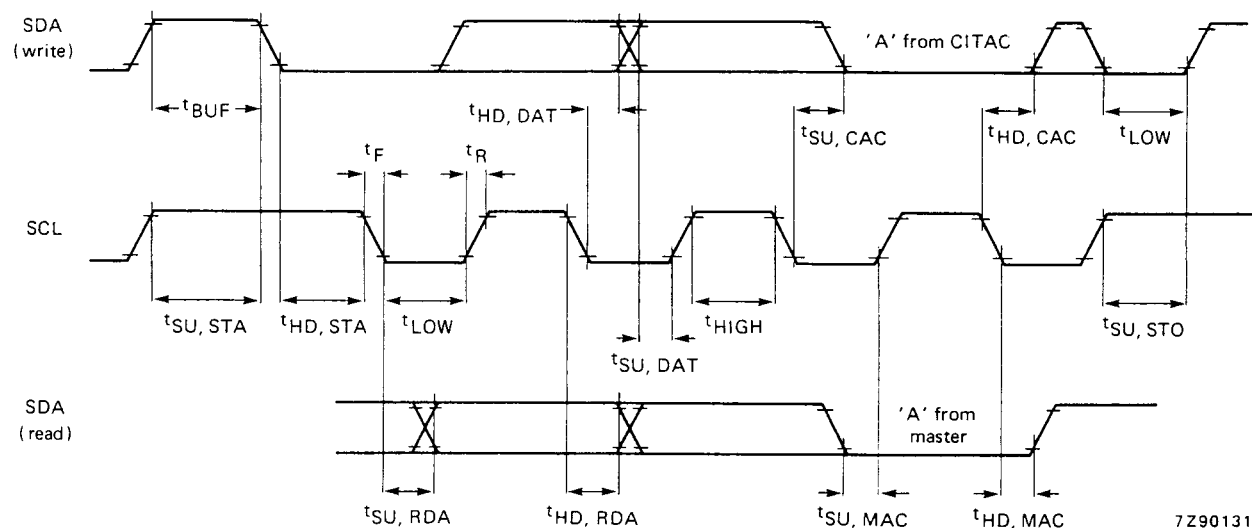 SDA
(write)
'A' from CITAC
tBUF
tHD, DAT
tSU, CAC
tHD, CAC
tLOW
tF
tR
SCL
tSU, STA
tHD, STA
tLOW
tHIGH
tSU, STO
tSU, DAT
SDA
(read)
'A' from
master
tSU, RDA
tHD, RDA
tSU, MAC
tHD, MAC
7Z90131